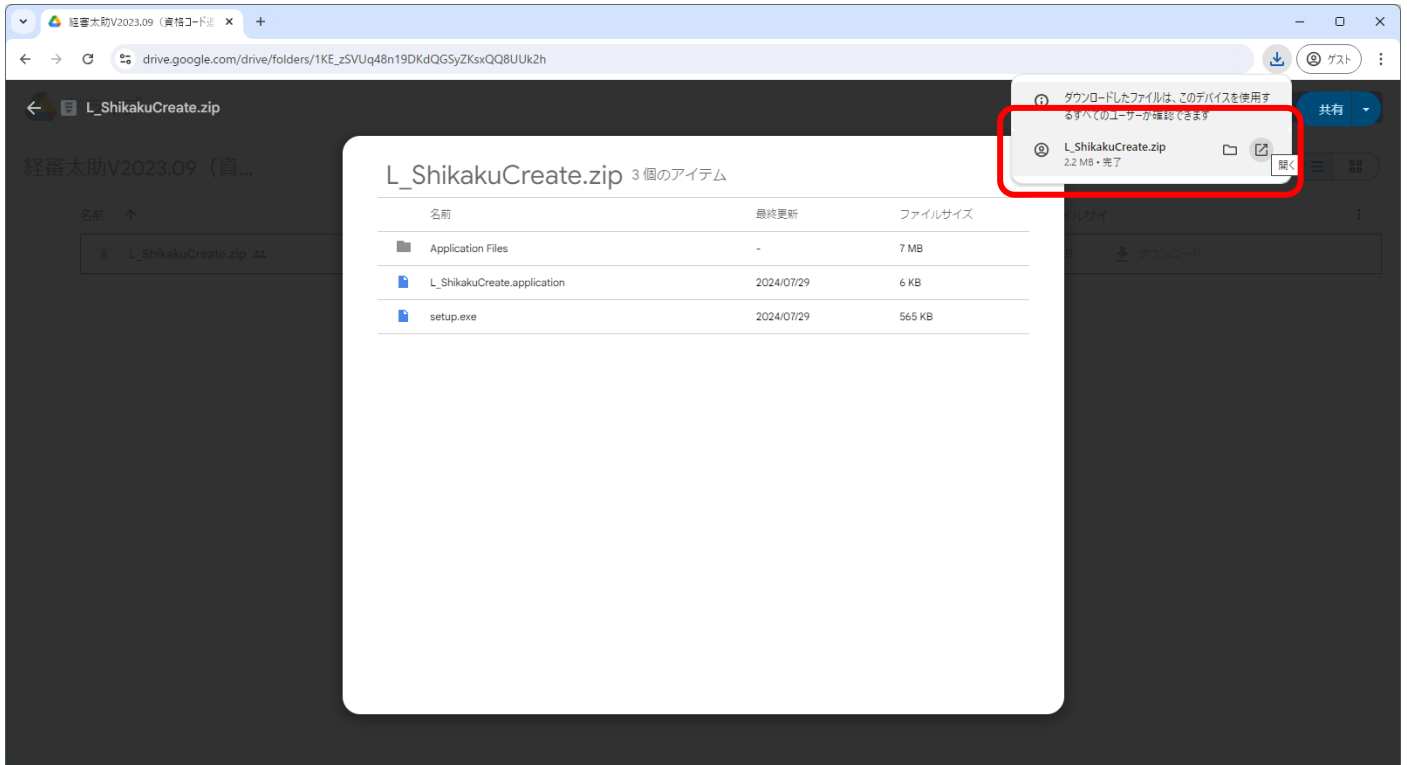 経審太助V2023.09（資格コード追
drive.google.com/drive/folders/1KE_zSVUq48n19DKdQGSyZKsxQQ8UUk2h
ゲスト
L_ShikakuCreate.zip
ダウンロードしたファイルは、このデバイスを使用す
るすべてのユーザーが確認できます
共有
L_ShikakuCreate.zip
2.2 MB • 完了
開く
経審太助V2023.09（資...
L_ShikakuCreate.zip 3 個のアイテム
名前 最終更新 ファイルサイズ
名前 イルサイ
Application Files - 7 MB
L_ShikakuCreate.zip ダウンロード
L_ShikakuCreate.application 2024/07/29 6 KB
setup.exe 2024/07/29 565 KB